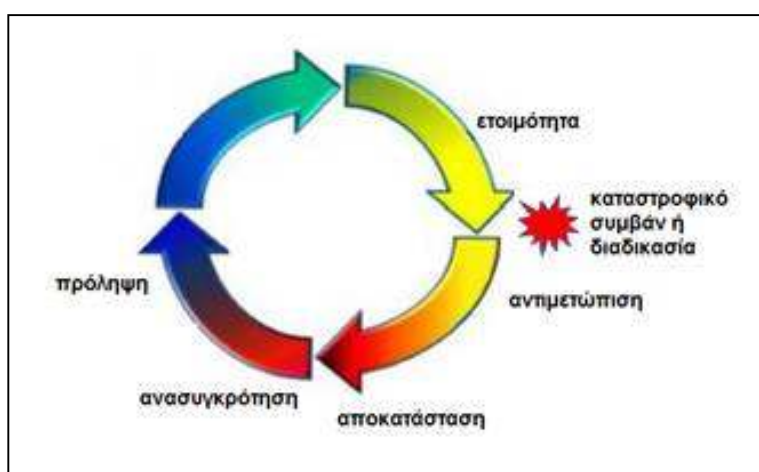 ετοιμότητα
καταστροφικό
συμβάν ή
διαδικασία
αντιμετώπιση
αποκατάσταση
ανασυγκρότηση
πρόληψη